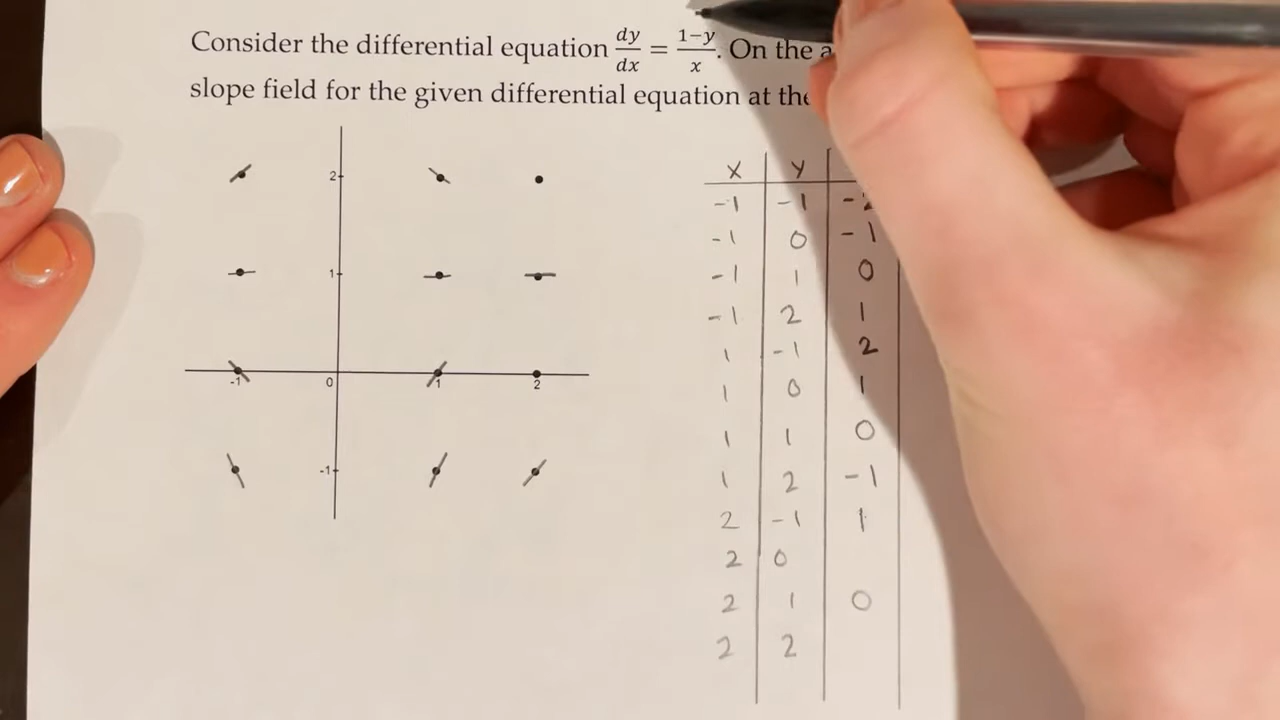 Consider the differential equation dy/dx = 1−y/x. On the a
slope field for the given differential equation at the
2
1
-1 0 1 2
-1
x y
-1 -1 -2
-1 0 -1
-1 1 0
-1 2 1
1 -1 2
1 0 1
1 1 0
1 2 -1
2 -1 1
2 0
2 1 0
2 2